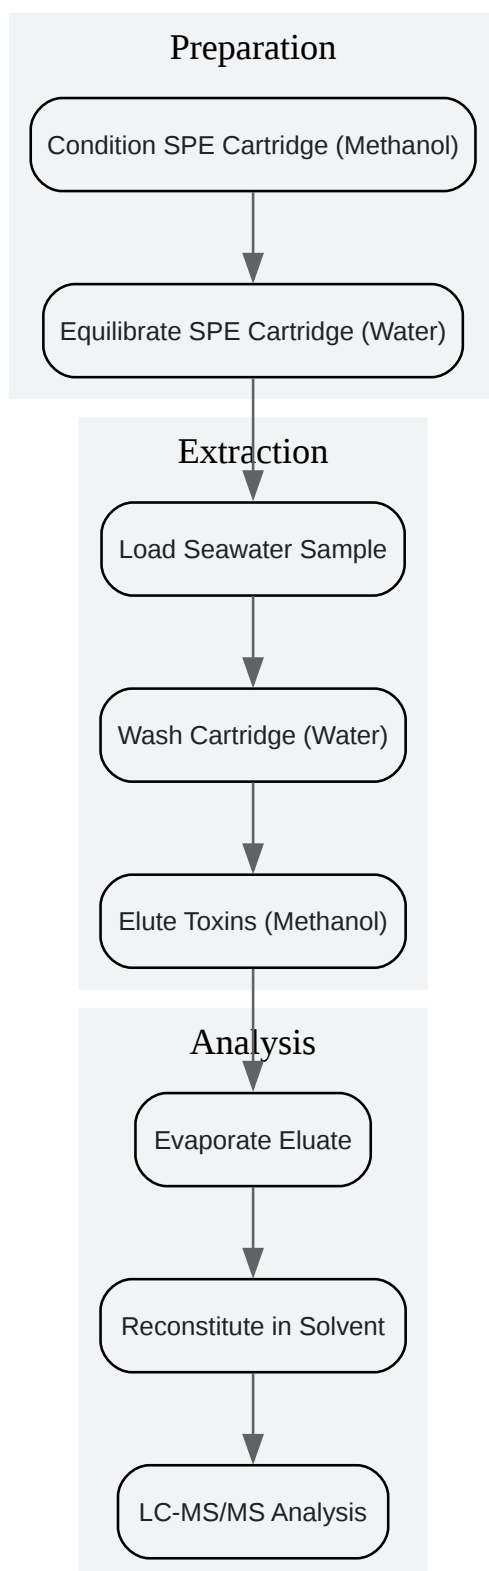 Preparation
Condition SPE Cartridge (Methanol)
Equilibrate SPE Cartridge (Water)
Extraction
Load Seawater Sample
Wash Cartridge (Water)
Elute Toxins (Methanol)
Analysis
Evaporate Eluate
Reconstitute in Solvent
LC-MS/MS Analysis